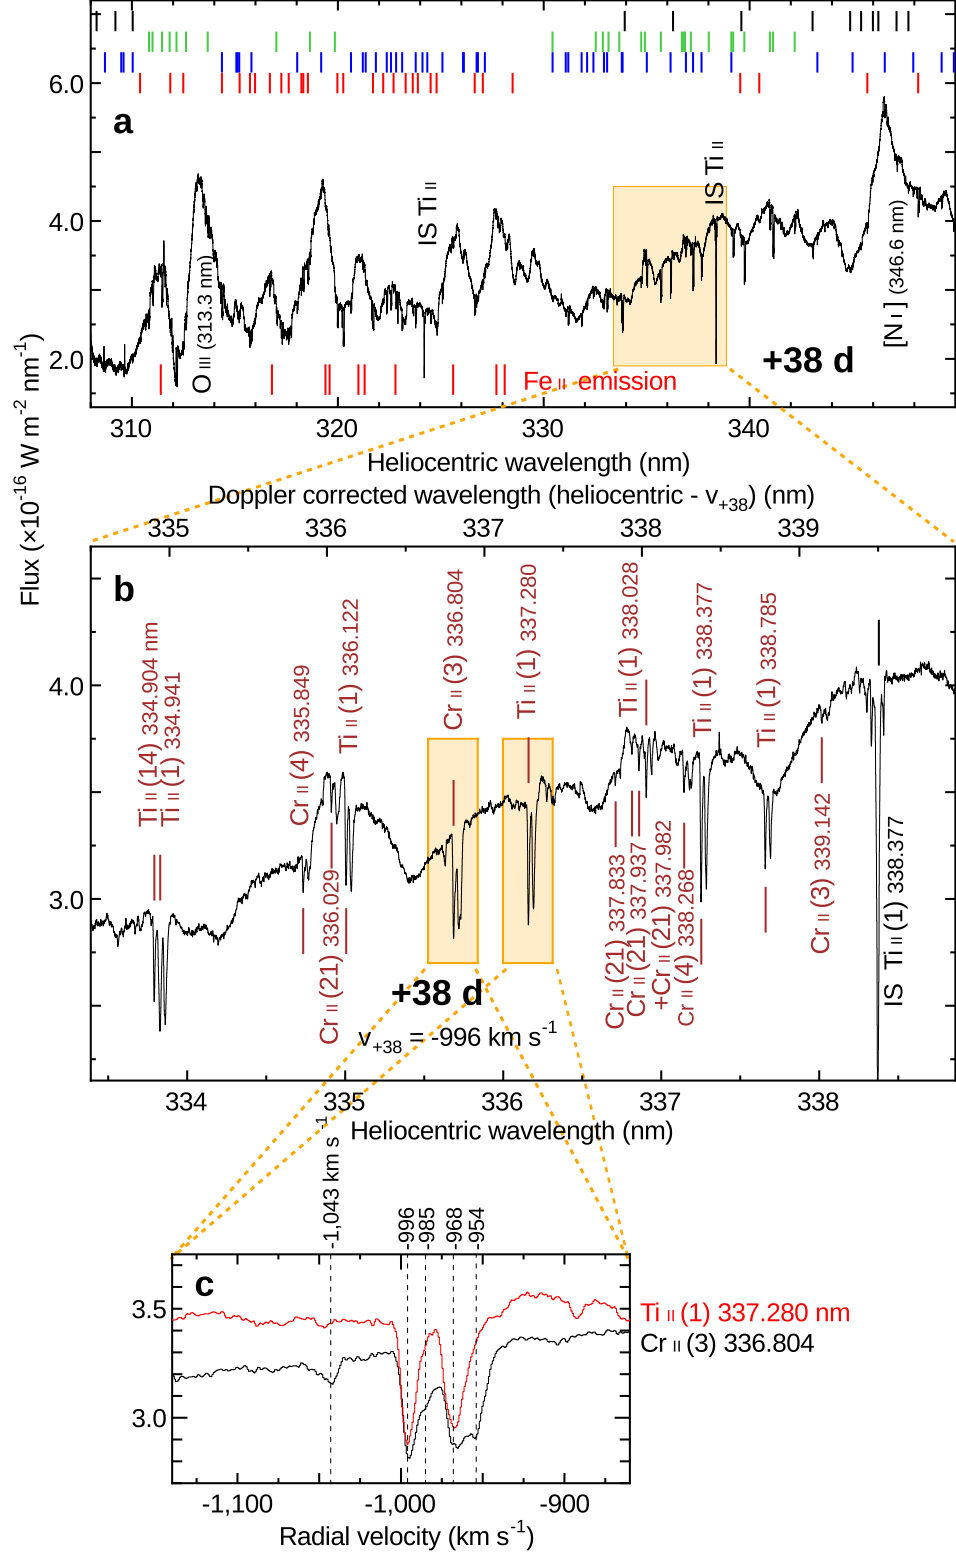 6.0
4.0
2.0
a
IS Ti II
IS Ti II
O III (313.3 nm)
[N I] (346.6 nm)
+38 d
Fe II emission
310 320 330 340
Heliocentric wavelength (nm)
Doppler corrected wavelength (heliocentric - v+38) (nm)
335 336 337 338 339
Flux (×10-16 W m-2 nm-1)
b
4.0
3.0
Ti II (14) 334.904 nm
Ti II (1) 334.941
Cr II (4) 335.849
Cr II (21) 336.029
Ti II (1) 336.122
Cr II (3) 336.804
Ti II (1) 337.280
Cr II (21) 337.833
Cr II (21) 337.937
+Cr II (21) 337.982
Ti II (1) 338.028
Cr II (4) 338.268
Ti II (1) 338.377
Ti II (1) 338.785
Cr II (3) 339.142
IS Ti II (1) 338.377
+38 d
v+38 = -996 km s-1
334 335 336 337 338
Heliocentric wavelength (nm)
-1,043 km s-1
-996
-985
-968
-954
c
3.5
3.0
Ti II (1) 337.280 nm
Cr II (3) 336.804
-1,100 -1,000 -900
Radial velocity (km s-1)